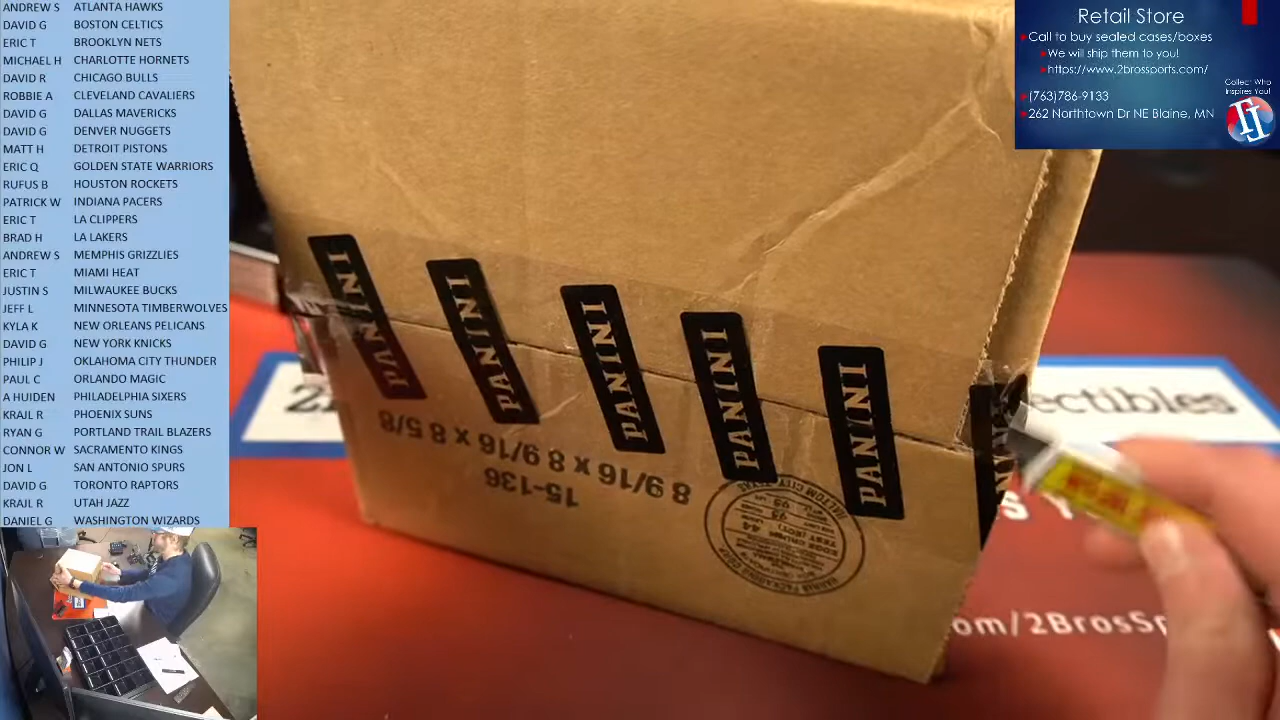 ANDREW S ATLANTA HAWKS
DAVID G BOSTON CELTICS
ERIC T BROOKLYN NETS
MICHAEL H CHARLOTTE HORNETS
DAVID R CHICAGO BULLS
ROBBIE A CLEVELAND CAVALIERS
DAVID G DALLAS MAVERICKS
DAVID G DENVER NUGGETS
MATT H DETROIT PISTONS
ERIC Q GOLDEN STATE WARRIORS
RUFUS B HOUSTON ROCKETS
PATRICK W INDIANA PACERS
ERIC T LA CLIPPERS
BRAD H LA LAKERS
ANDREW S MEMPHIS GRIZZLIES
ERIC T MIAMI HEAT
JUSTIN S MILWAUKEE BUCKS
JEFF L MINNESOTA TIMBERWOLVES
KYLA K NEW ORLEANS PELICANS
DAVID G NEW YORK KNICKS
PHILIP J OKLAHOMA CITY THUNDER
PAUL C ORLANDO MAGIC
A HUIDEN PHILADELPHIA SIXERS
KRAIL R PHOENIX SUNS
RYAN G PORTLAND TRAIL BLAZERS
CONNOR W SACRAMENTO KINGS
JON L SAN ANTONIO SPURS
DAVID G TORONTO RAPTORS
KRAIL R UTAH JAZZ
DANIEL G WASHINGTON WIZARDS
Retail Store
Call to buy sealed cases/boxes
We will ship them to you!
https://www.2brossports.com/
(763)786-9133
262 Northtown Dr NE Blaine, MN
Collect Who
Inspires You!
PANINI
PANINI
PANINI
PANINI
PANINI
8 9/16 x 8 9/16 x 8 5/8
15-136
ectibles
om/2BrosSp